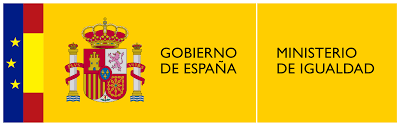 GOBIERNO
DE ESPAÑA
MINISTERIO
DE IGUALDAD